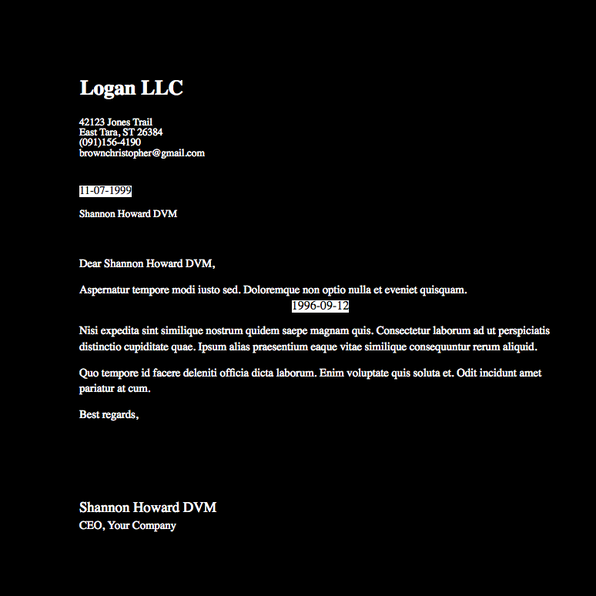 Logan LLC
42123 Jones Trail
East Tara, ST 26384
(091)156-4190
brownchristopher@gmail.com
11-07-1999
Shannon Howard DVM
Dear Shannon Howard DVM,
Aspernatur tempore modi iusto sed. Doloremque non optio nulla et eveniet quisquam.
1996-09-12
Nisi expedita sint similique nostrum quidem saepe magnam quis. Consectetur laborum ad ut perspiciatis
distinctio cupiditate quae. Ipsum alias praesentium eaque vitae similique consequuntur rerum aliquid.
Quo tempore id facere deleniti officia dicta laborum. Enim voluptate quis soluta et. Odit incidunt amet
pariatur at cum.
Best regards,
Shannon Howard DVM
CEO, Your Company